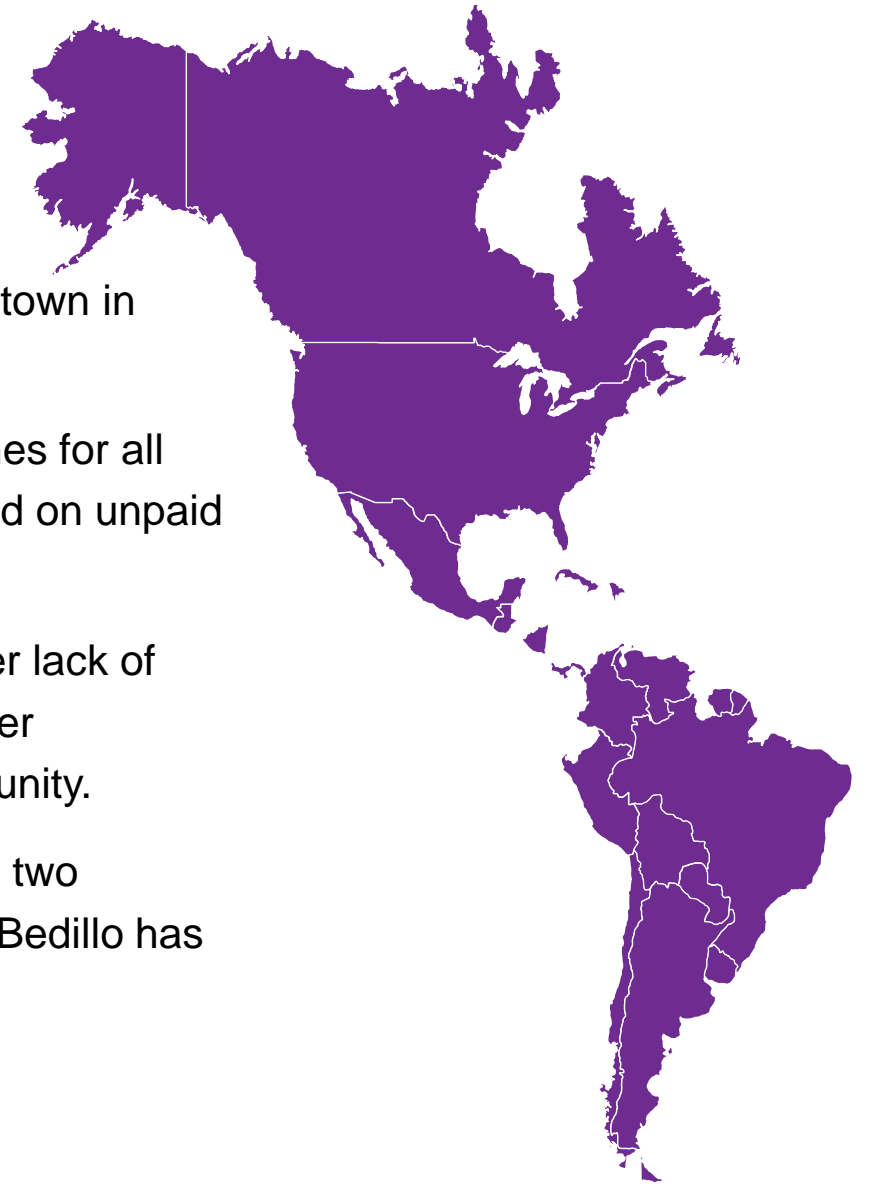 town in
es for all
d on unpaid
er lack of
er
unity.
two
Bedillo has